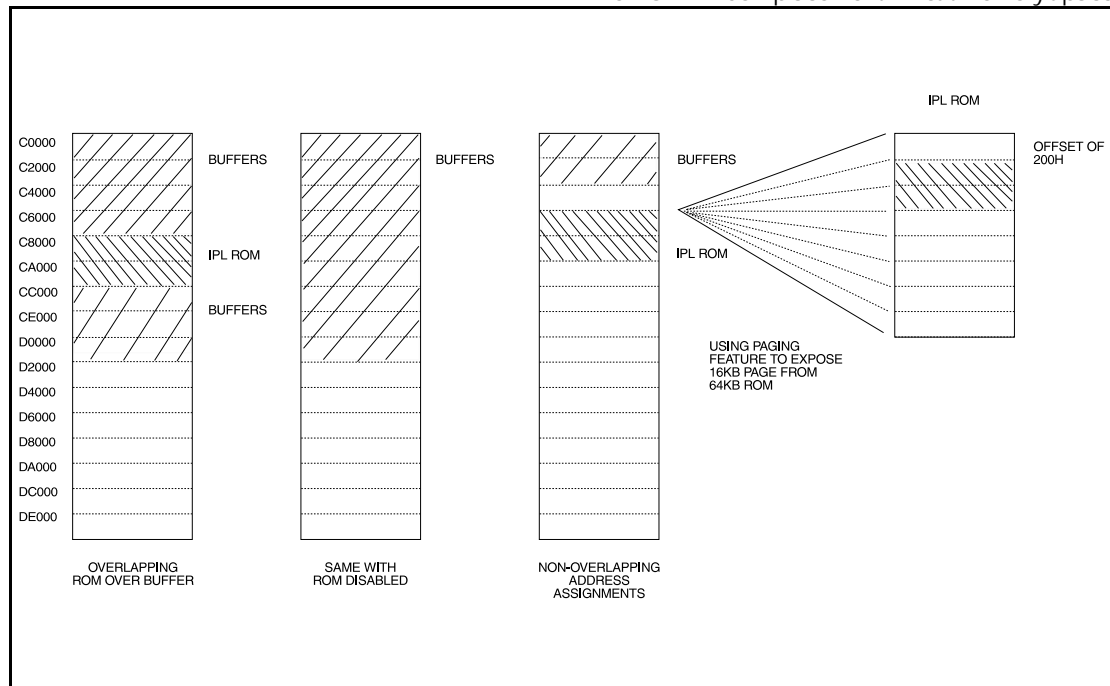 IPL ROM
C0000
C2000
C4000
C6000
C8000
CA000
CC000
CE000
D0000
D2000
D4000
D6000
D8000
DA000
DC000
DE000
BUFFERS
IPL ROM
BUFFERS
BUFFERS
BUFFERS
IPL ROM
OFFSET OF
200H
USING PAGING
FEATURE TO EXPOSE
16KB PAGE FROM
64KB ROM
OVERLAPPING
ROM OVER BUFFER
SAME WITH
ROM DISABLED
NON-OVERLAPPING
ADDRESS
ASSIGNMENTS